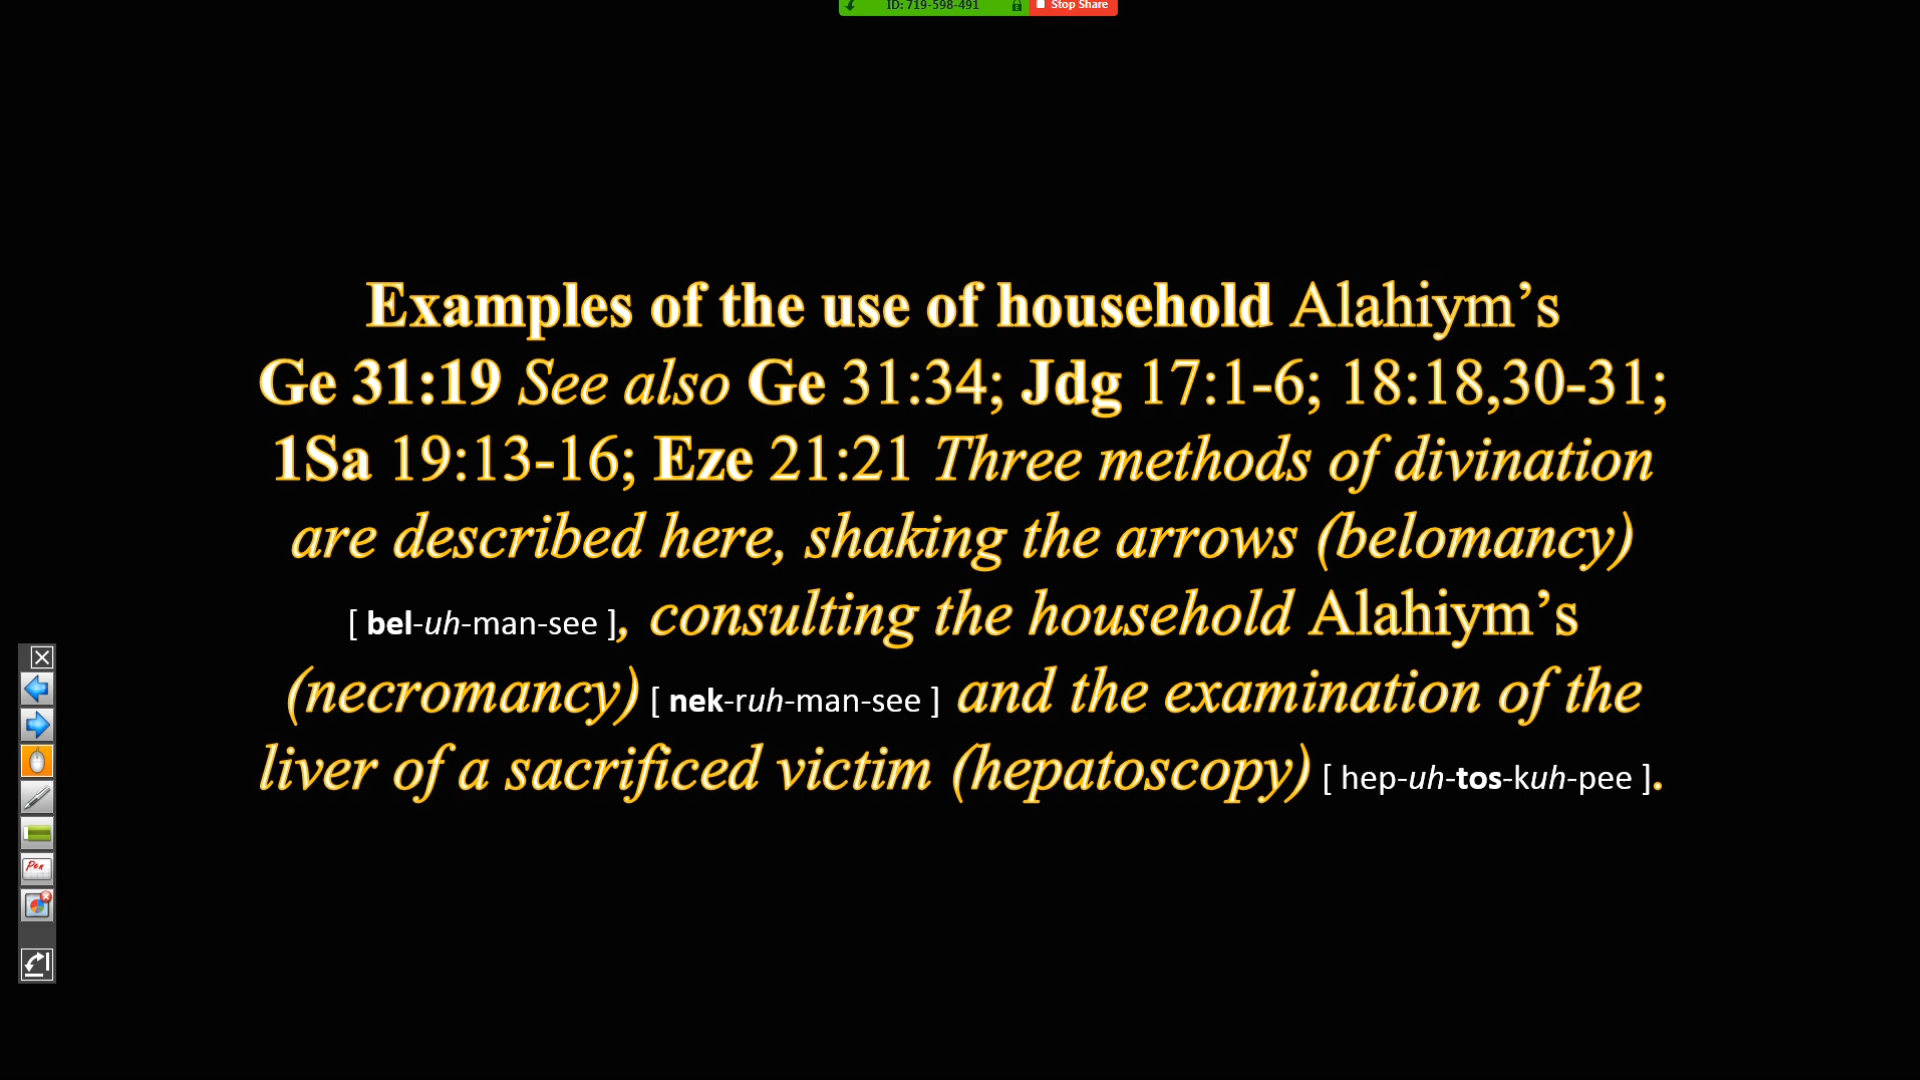 ID: 719-598-491 Stop Share
Examples of the use of household Alahiym’s
Ge 31:19 See also Ge 31:34; Jdg 17:1-6; 18:18,30-31;
1Sa 19:13-16; Eze 21:21 Three methods of divination
are described here, shaking the arrows (belomancy)
[ bel-uh-man-see ], consulting the household Alahiym’s
(necromancy) [ nek-ruh-man-see ] and the examination of the
liver of a sacrificed victim (hepatoscopy) [ hep-uh-tos-kuh-pee ].
Pen